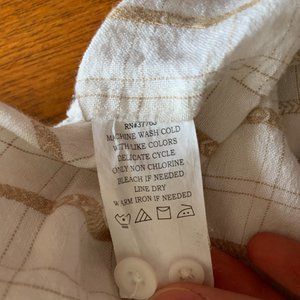 MACHINE WASH COLD
WITH LIKE COLORS
DELICATE CYCLE
ONLY NON CHLORINE
BLEACH IF NEEDED
LINE DRY
WARM IRON IF NEEDED